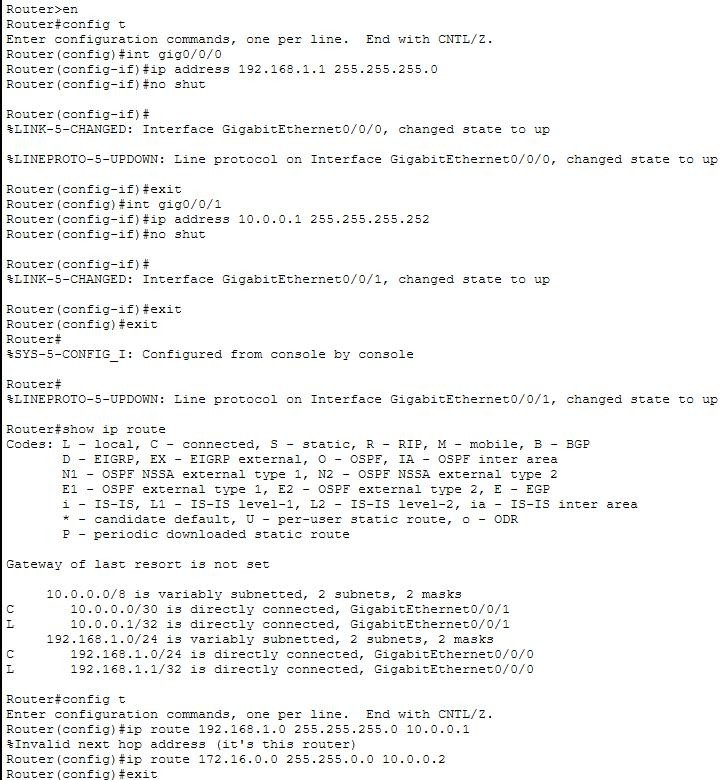 Router>en
Router#config t
Enter configuration commands, one per line.  End with CNTL/Z.
Router(config)#int gig0/0/0
Router(config-if)#ip address 192.168.1.1 255.255.255.0
Router(config-if)#no shut
Router(config-if)#
%LINK-5-CHANGED: Interface GigabitEthernet0/0/0, changed state to up
%LINEPROTO-5-UPDOWN: Line protocol on Interface GigabitEthernet0/0/0, changed state to up
Router(config-if)#exit
Router(config)#int gig0/0/1
Router(config-if)#ip address 10.0.0.1 255.255.255.252
Router(config-if)#no shut
Router(config-if)#
%LINK-5-CHANGED: Interface GigabitEthernet0/0/1, changed state to up
Router(config-if)#exit
Router(config)#exit
Router#
%SYS-5-CONFIG_I: Configured from console by console
Router#
%LINEPROTO-5-UPDOWN: Line protocol on Interface GigabitEthernet0/0/1, changed state to up
Router#show ip route
Codes: L - local, C - connected, S - static, R - RIP, M - mobile, B - BGP
D - EIGRP, EX - EIGRP external, O - OSPF, IA - OSPF inter area
N1 - OSPF NSSA external type 1, N2 - OSPF NSSA external type 2
E1 - OSPF external type 1, E2 - OSPF external type 2, E - EGP
i - IS-IS, L1 - IS-IS level-1, L2 - IS-IS level-2, ia - IS-IS inter area
* - candidate default, U - per-user static route, o - ODR
P - periodic downloaded static route
Gateway of last resort is not set
10.0.0.0/8 is variably subnetted, 2 subnets, 2 masks
C 10.0.0.0/30 is directly connected, GigabitEthernet0/0/1
L 10.0.0.1/32 is directly connected, GigabitEthernet0/0/1
192.168.1.0/24 is variably subnetted, 2 subnets, 2 masks
C 192.168.1.0/24 is directly connected, GigabitEthernet0/0/0
L 192.168.1.1/32 is directly connected, GigabitEthernet0/0/0
Router#config t
Enter configuration commands, one per line.  End with CNTL/Z.
Router(config)#ip route 192.168.1.0 255.255.255.0 10.0.0.1
%Invalid next hop address (it's this router)
Router(config)#ip route 172.16.0.0 255.255.0.0 10.0.0.2
Router(config)#exit